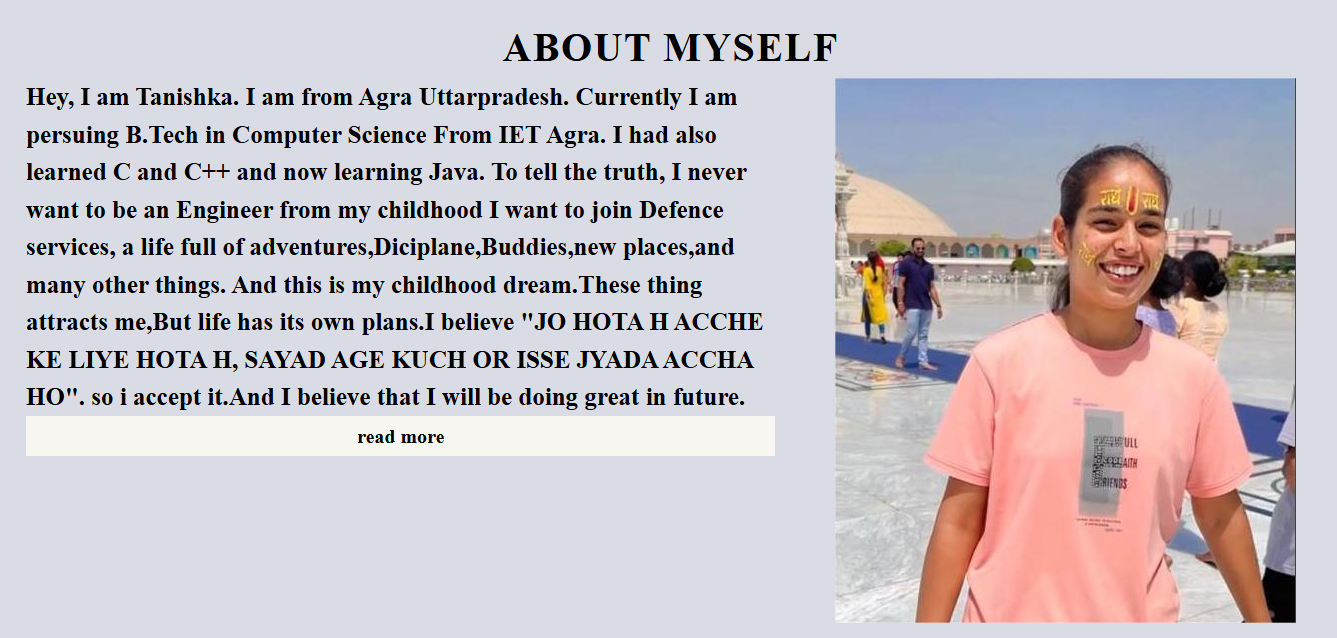 ABOUT MYSELF
Hey, I am Tanishka. I am from Agra Uttarpradesh. Currently I am
persuing B.Tech in Computer Science From IET Agra. I had also
learned C and C++ and now learning Java. To tell the truth, I never
want to be an Engineer from my childhood I want to join Defence
services, a life full of adventures,Diciplane,Buddies,new places,and
many other things. And this is my childhood dream.These thing
attracts me,But life has its own plans.I believe "JO HOTA H ACCHE
KE LIYE HOTA H, SAYAD AGE KUCH OR ISSE JYADA ACCHA
HO". so i accept it.And I believe that I will be doing great in future.
read more
राधे राधे